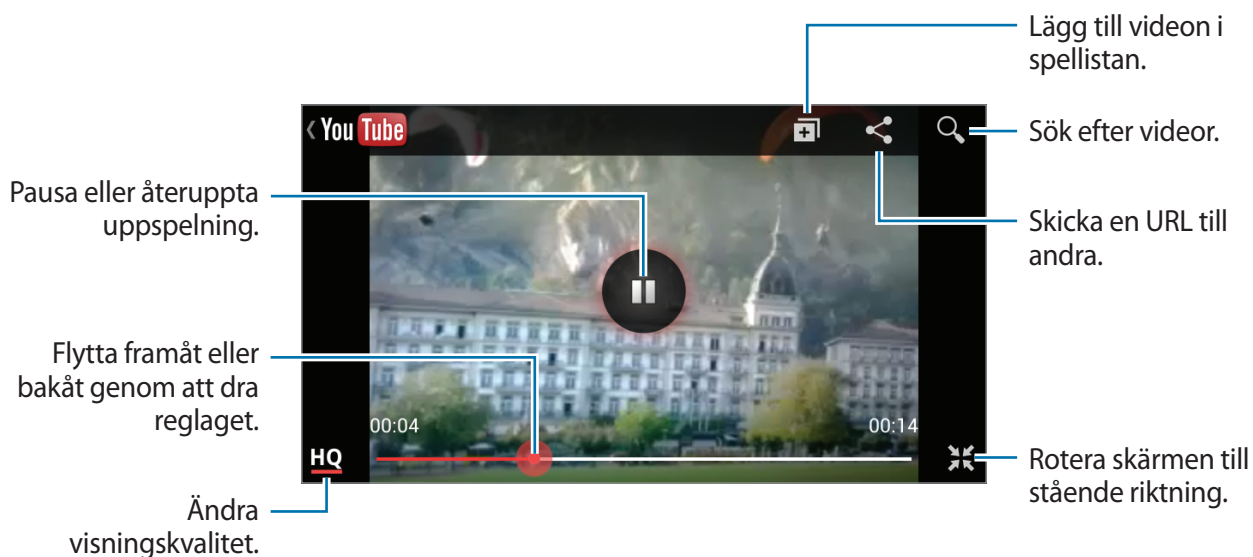 Lägg till videon i
spellistan.
You Tube
Sök efter videor.
Pausa eller återuppta
uppspelning.
Skicka en URL till
andra.
Flytta framåt eller
bakåt genom att dra
reglaget.
00:04
00:14
HQ
Rotera skärmen till
stående riktning.
Ändra
visningskvalitet.